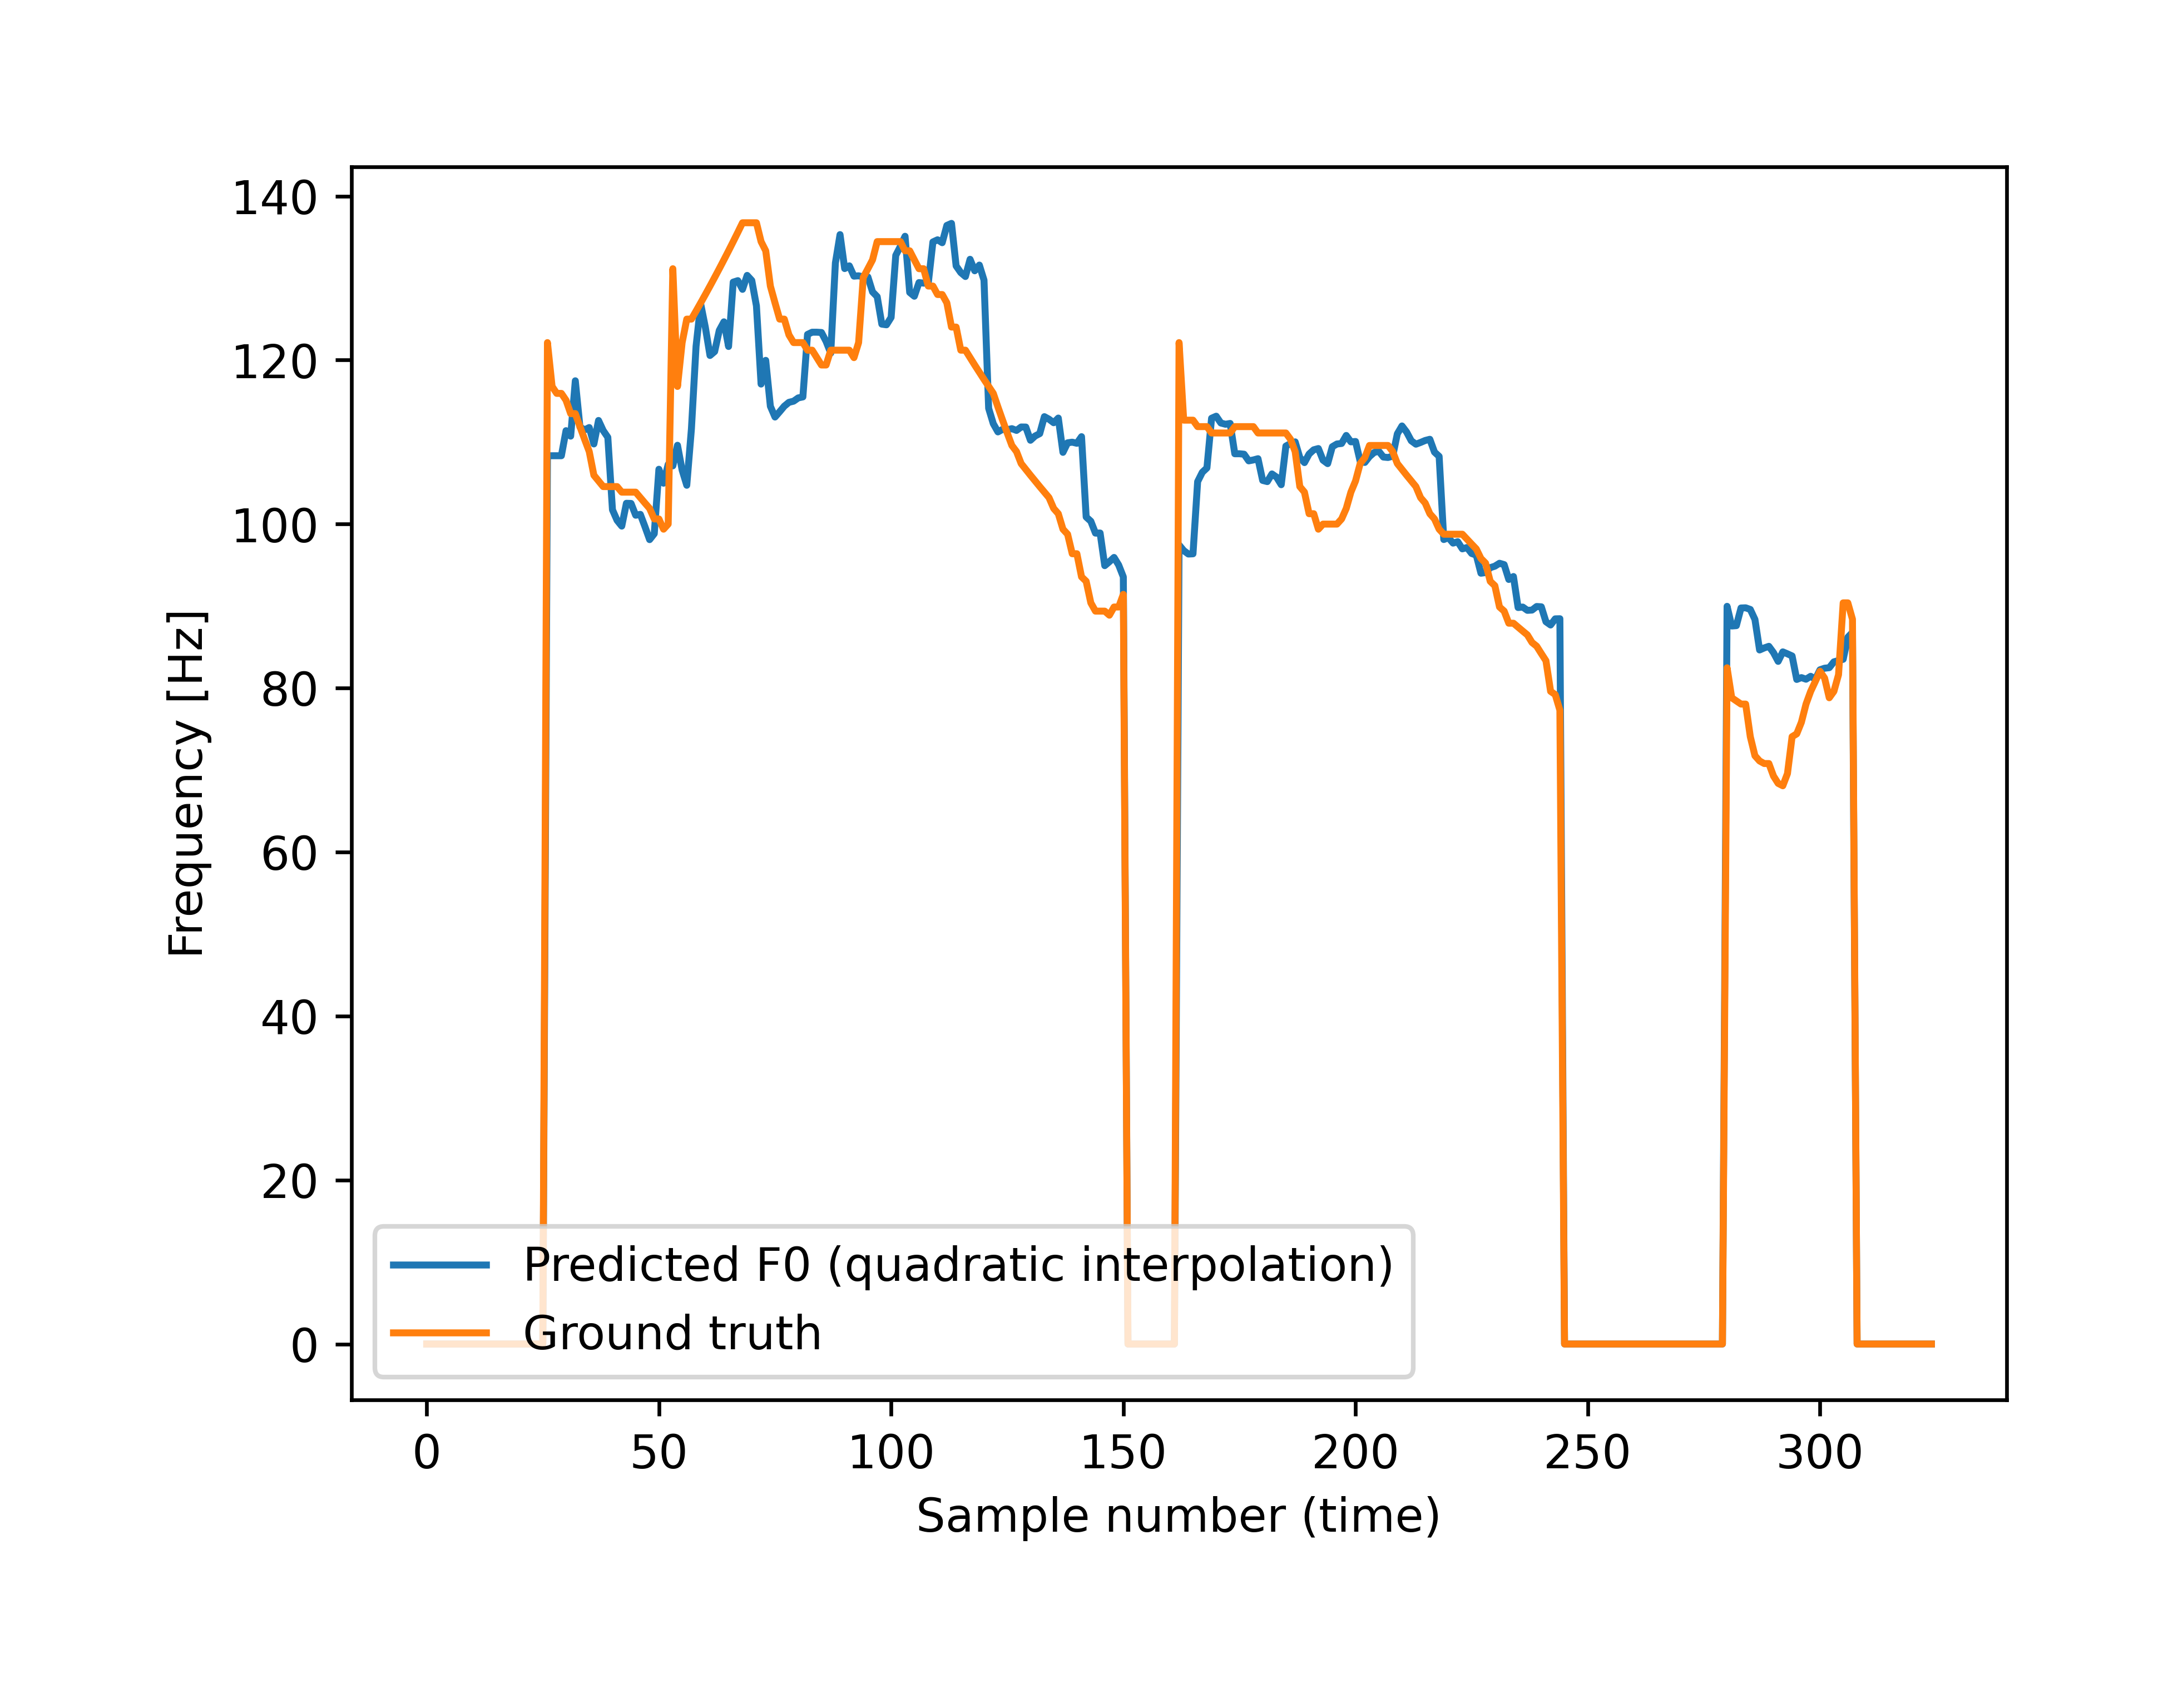 140
120
100
80
60
40
20
0
Frequency [Hz]
Predicted F0 (quadratic interpolation)
Ground truth
0 50 100 150 200 250 300
Sample number (time)